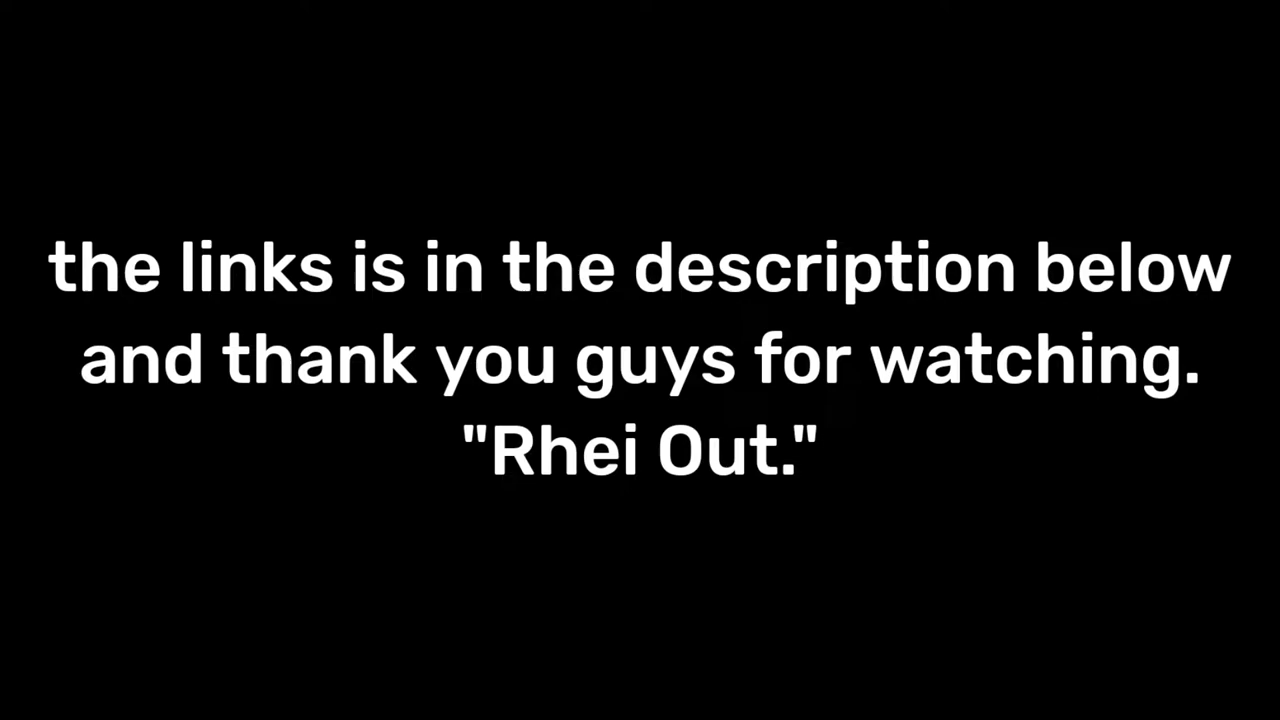 the links is in the description below
and thank you guys for watching.
"Rhei Out."